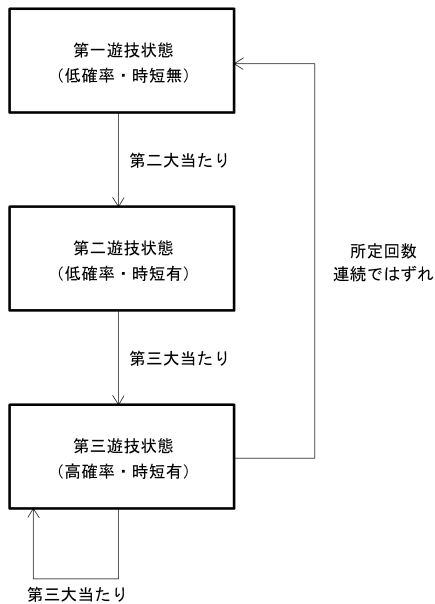 第一遊技状態
（低確率・時短無）
第二大当たり
第二遊技状態
（低確率・時短有）
所定回数
連続ではずれ
第三大当たり
第三遊技状態
（高確率・時短有）
第三大当たり